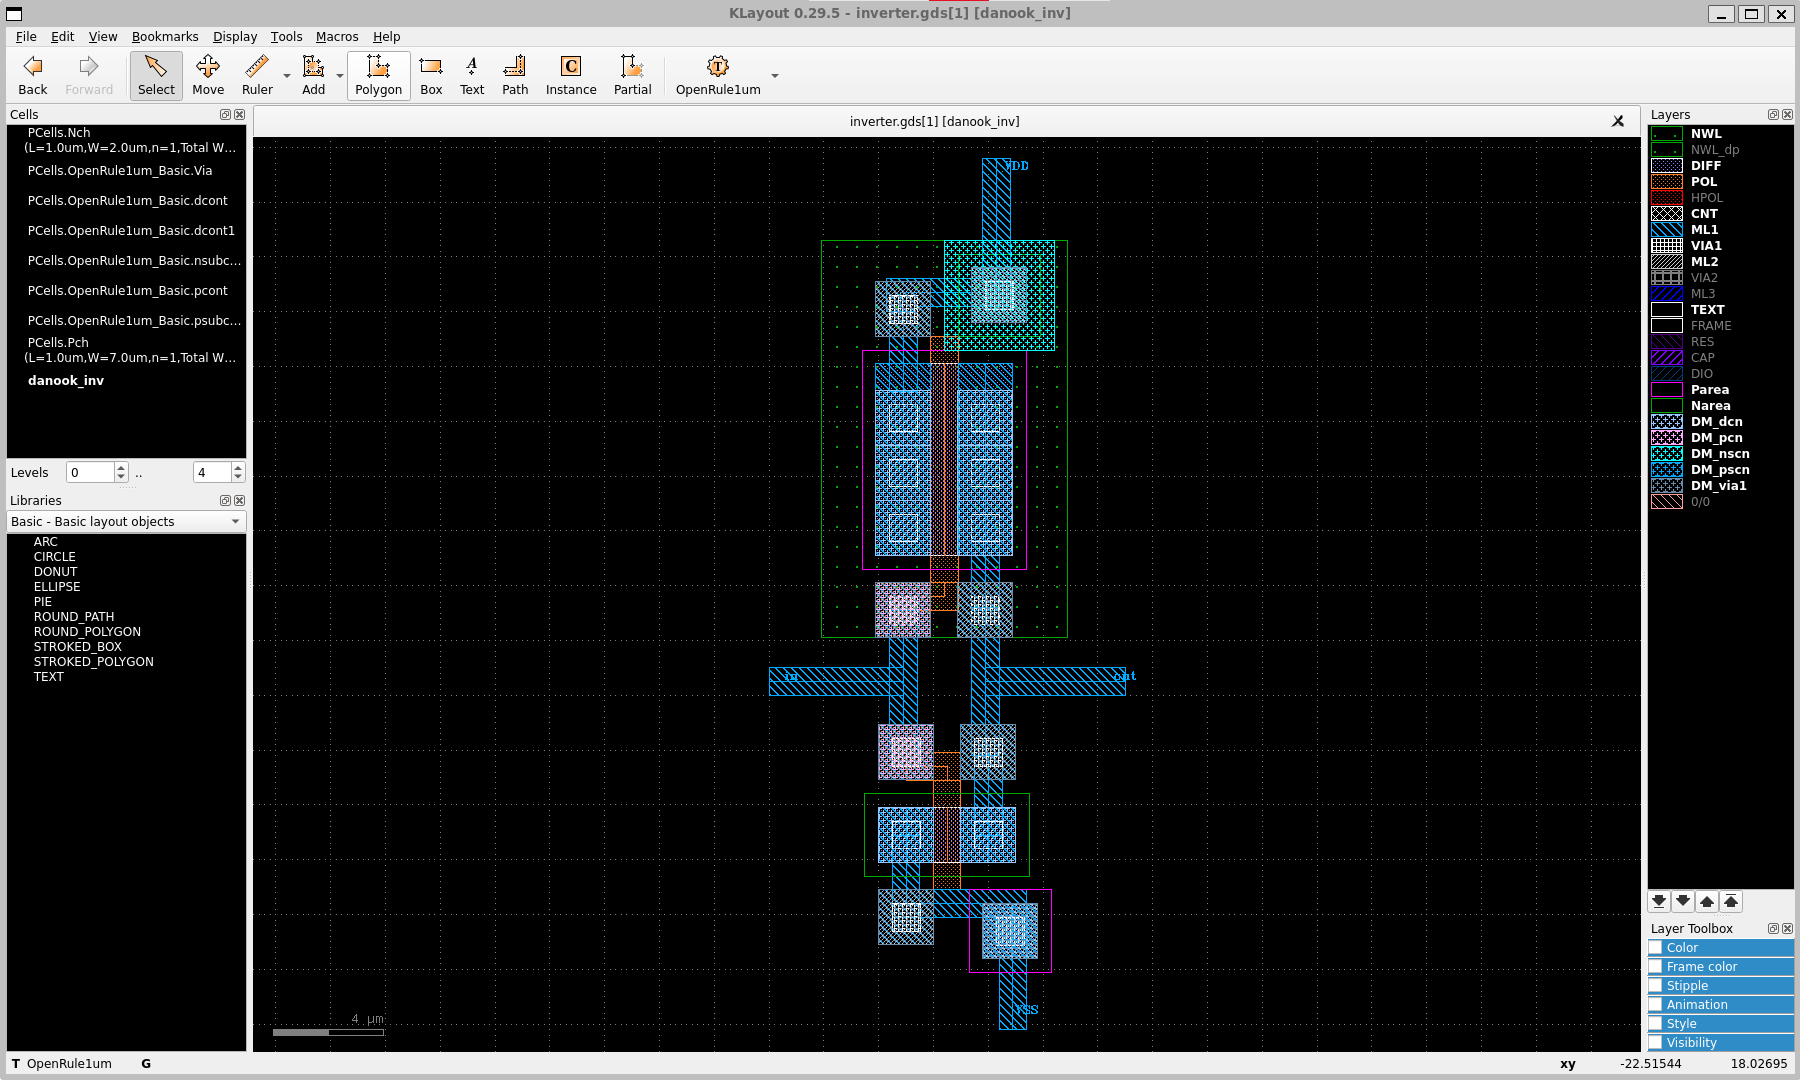 KLayout 0.29.5 - inverter.gds[1] [danook_inv]
File Edit View Bookmarks Display Tools Macros Help
Back Forward Select Move Ruler Add Polygon Box Text Path Instance Partial OpenRule1um
Cells
inverter.gds[1] [danook_inv]
Layers
PCells.Nch
(L=1.0um,W=2.0um,n=1,Total W...
PCells.OpenRule1um_Basic.Via
PCells.OpenRule1um_Basic.dcont
PCells.OpenRule1um_Basic.dcont1
PCells.OpenRule1um_Basic.nsubc...
PCells.OpenRule1um_Basic.pcont
PCells.OpenRule1um_Basic.psubc...
PCells.Pch
(L=1.0um,W=7.0um,n=1,Total W...
danook_inv
Levels 0 .. 4
Libraries
Basic - Basic layout objects
ARC
CIRCLE
DONUT
ELLIPSE
PIE
ROUND_PATH
ROUND_POLYGON
STROKED_BOX
STROKED_POLYGON
TEXT
VDD
in
out
VSS
4 µm
NWL
NWL_dp
DIFF
POL
HPOL
CNT
ML1
VIA1
ML2
VIA2
ML3
TEXT
FRAME
RES
CAP
DIO
Parea
Narea
DM_dcn
DM_pcn
DM_nscn
DM_pscn
DM_via1
0/0
Layer Toolbox
Color
Frame color
Stipple
Animation
Style
Visibility
T OpenRule1um G xy -22.51544 18.02695